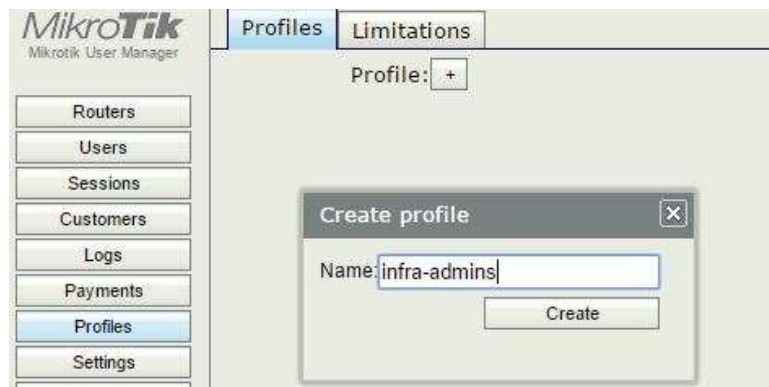 MikroTik
Mikrotik User Manager
Routers
Users
Sessions
Customers
Logs
Payments
Profiles
Settings
Profiles
Limitations
Profile: +
Create profile
Name: infra-admins
Create